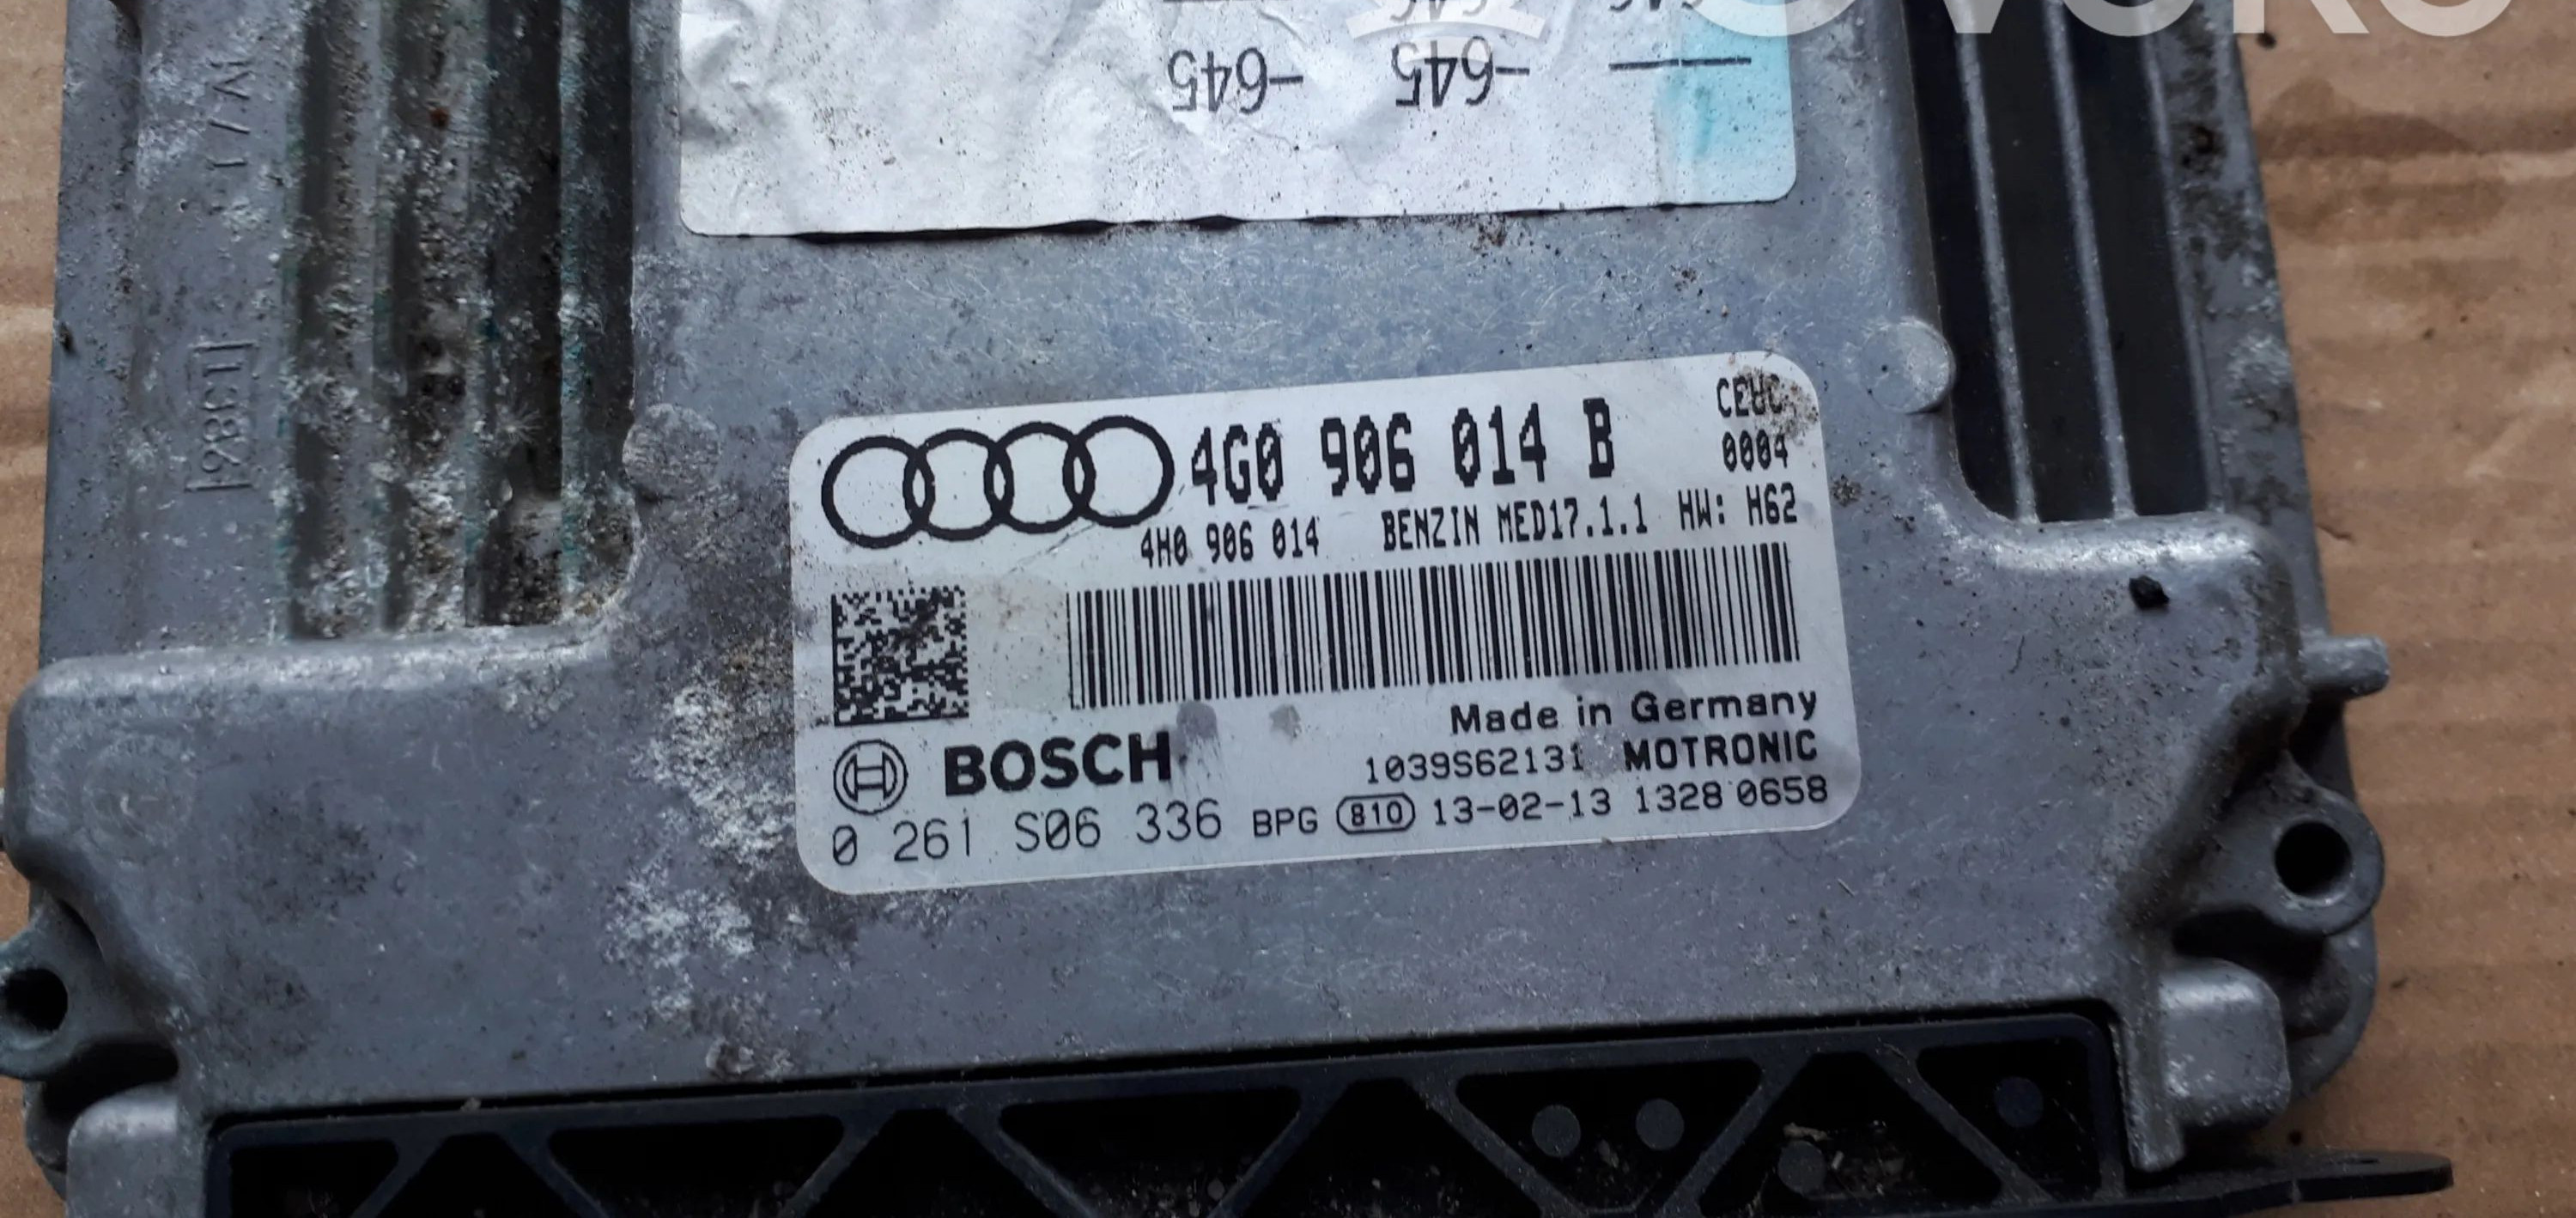 -645 -645
4G0 906 014 B
0004
4H0 906 014 BENZIN MED17.1.1 HW: H62
Made in Germany
BOSCH
1039S62131 MOTRONIC
0 261 S06 336 BPG 810 13-02-13 1328 0658